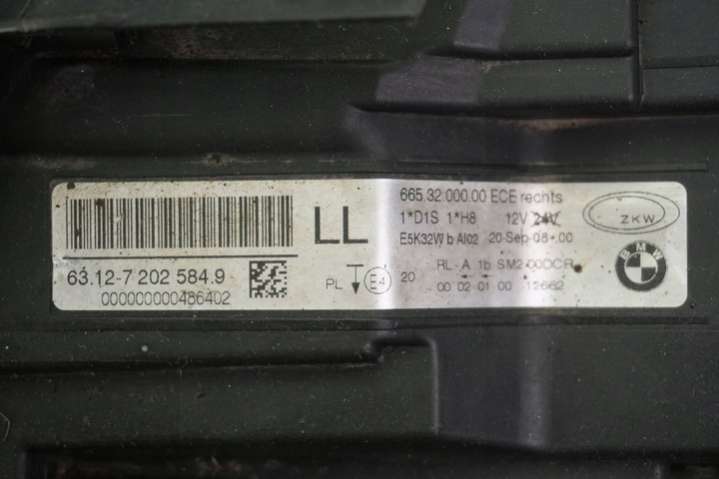 665.32.000.00 ECE rechts
LL
1*D1S 1*H8 12V 24V
ZKW
E5K32W b AI02 20-Sep-08-.00
BMW
63.12-7 202 584.9
000000000486402
PL E4 20
RL-A 1b SM2 00DCR
00 02 01 00 12662